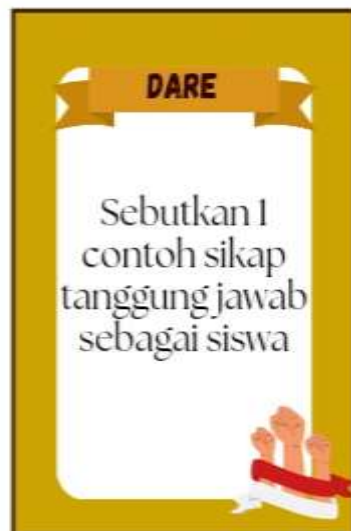 DARE
Sebutkan 1
contoh sikap
tanggung jawab
sebagai siswa